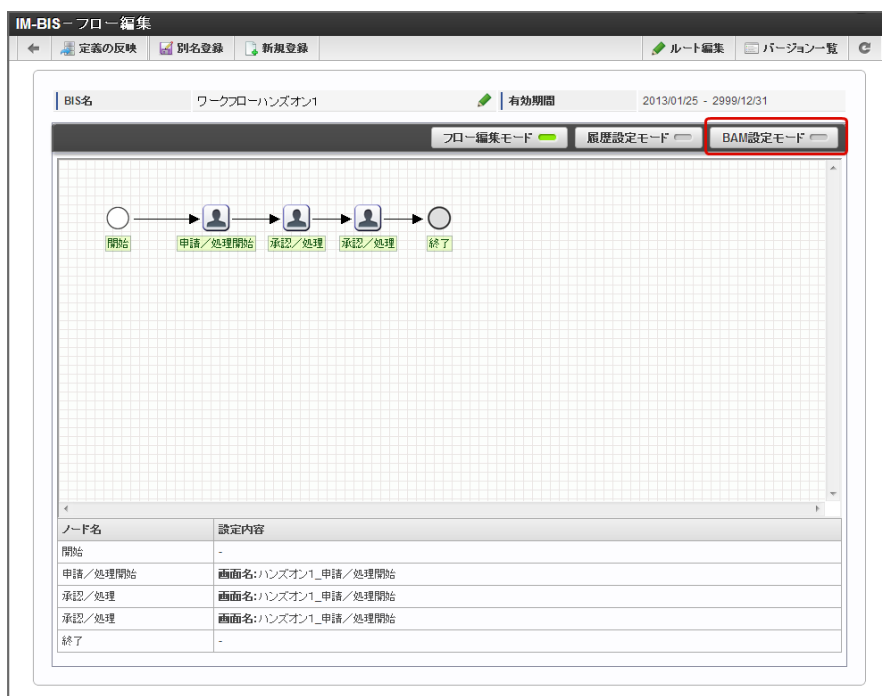 IM-BIS－フロー編集
定義の反映 別名登録 新規登録 ルート編集 バージョン一覧
BIS名 ワークフローハンズオン1 有効期間 2013/01/25 - 2999/12/31
フロー編集モード 履歴設定モード BAM設定モード
開始 申請／処理開始 承認／処理 承認／処理 終了
ノード名 設定内容
開始 -
申請／処理開始 画面名:ハンズオン1_申請／処理開始
承認／処理 画面名:ハンズオン1_申請／処理開始
承認／処理 画面名:ハンズオン1_申請／処理開始
終了 -